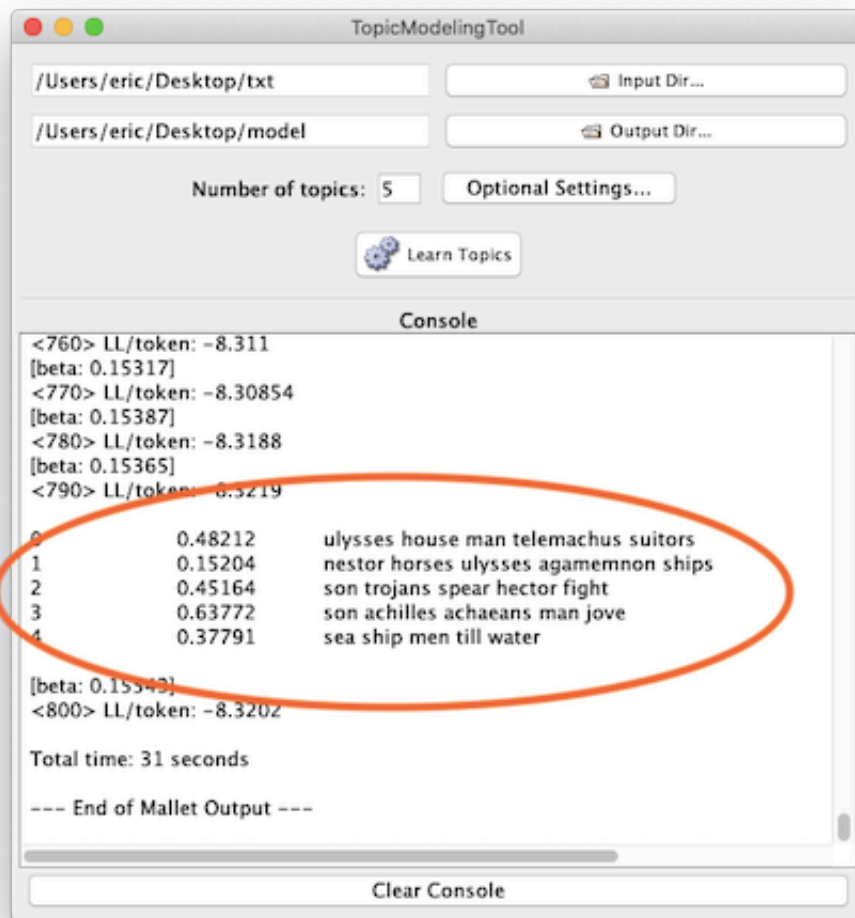 TopicModelingTool
/Users/eric/Desktop/txt Input Dir...
/Users/eric/Desktop/model Output Dir...
Number of topics: 5 Optional Settings...
Learn Topics
Console
<760> LL/token: -8.311
[beta: 0.15317]
<770> LL/token: -8.30854
[beta: 0.15387]
<780> LL/token: -8.3188
[beta: 0.15365]
<790> LL/token: -8.3219
0 0.48212 ulysses house man telemachus suitors
1 0.15204 nestor horses ulysses agamemnon ships
2 0.45164 son trojans spear hector fight
3 0.63772 son achilles achaeans man jove
4 0.37791 sea ship men till water
[beta: 0.15343]
<800> LL/token: -8.3202
Total time: 31 seconds
--- End of Mallet Output ---
Clear Console